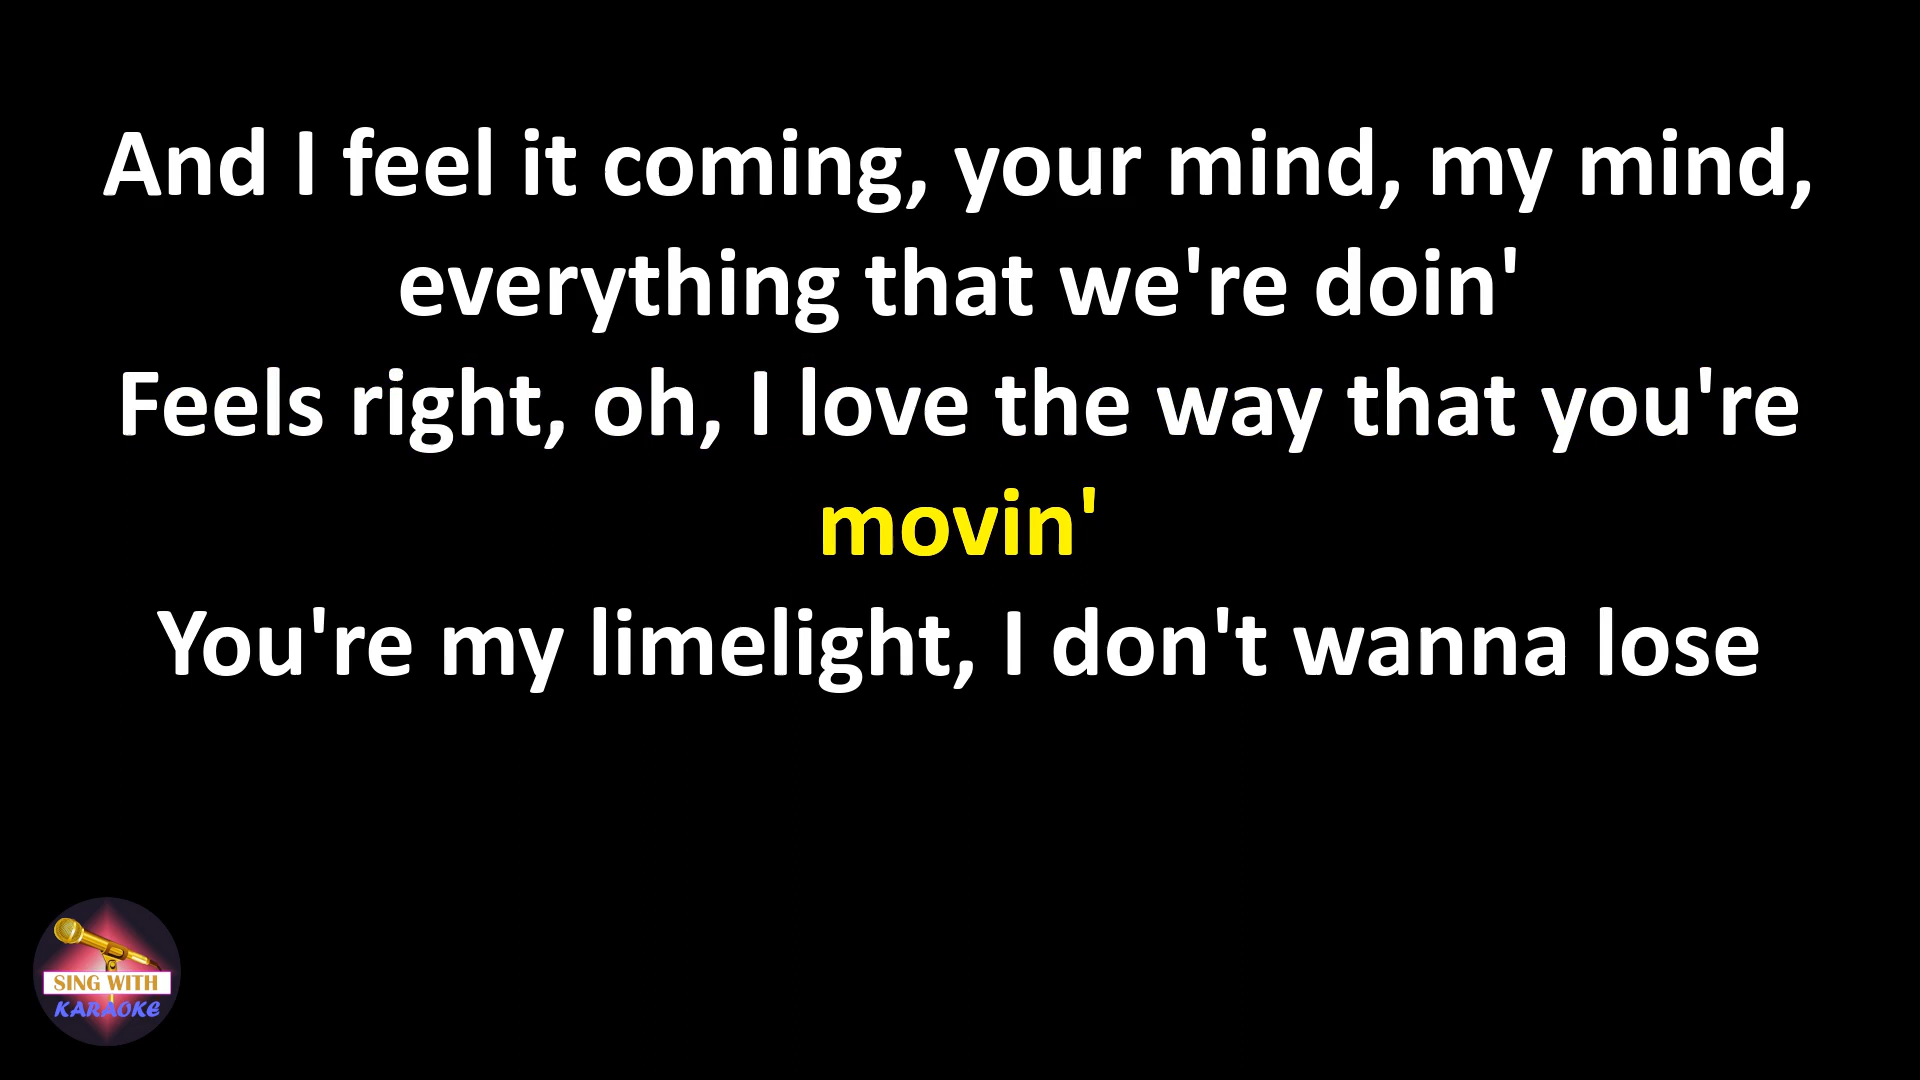 And I feel it coming, your mind, my mind,
everything that we're doin'
Feels right, oh, I love the way that you're
movin'
You're my limelight, I don't wanna lose
SING WITH
KARAOKE